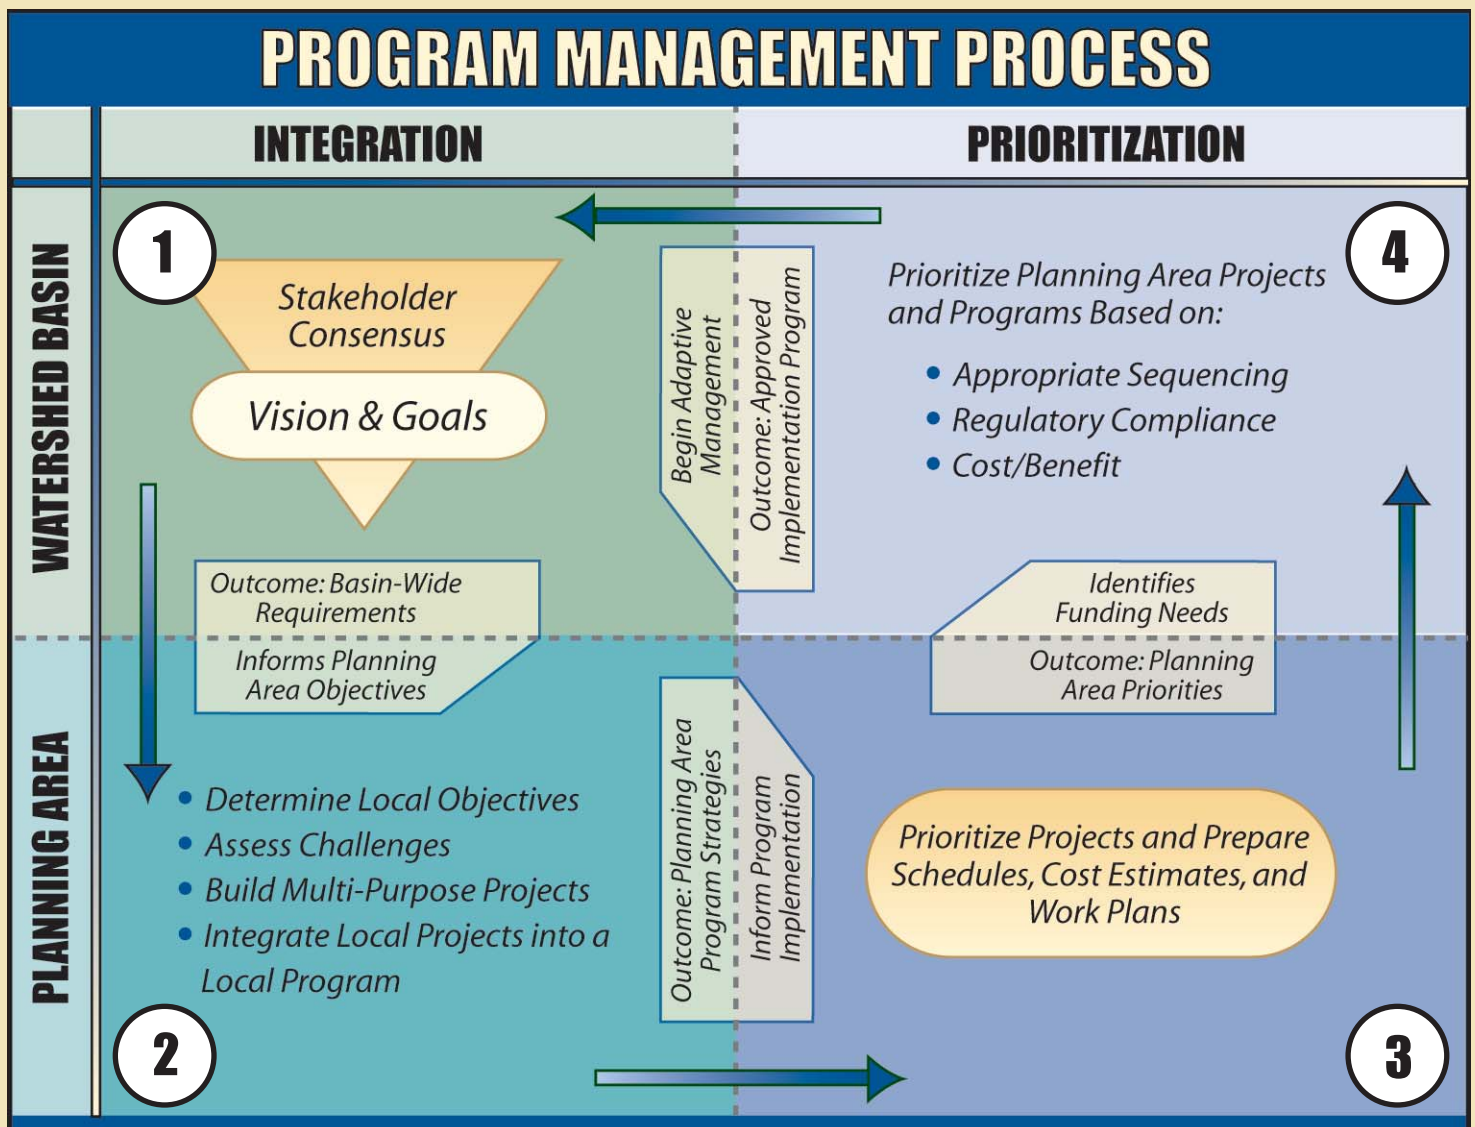 PROGRAM MANAGEMENT PROCESS
INTEGRATION
PRIORITIZATION
WATERSHED BASIN
1
Stakeholder
Consensus
Vision & Goals
Outcome: Basin-Wide
Requirements
Informs Planning
Area Objectives
Begin Adaptive
Management
Outcome: Approved
Implementation Program
4
Prioritize Planning Area Projects
and Programs Based on:
• Appropriate Sequencing
• Regulatory Compliance
• Cost/Benefit
Identifies
Funding Needs
Outcome: Planning
Area Priorities
PLANNING AREA
• Determine Local Objectives
• Assess Challenges
• Build Multi-Purpose Projects
• Integrate Local Projects into a
Local Program
2
Outcome: Planning Area
Program Strategies
Inform Program
Implementation
Prioritize Projects and Prepare
Schedules, Cost Estimates, and
Work Plans
3